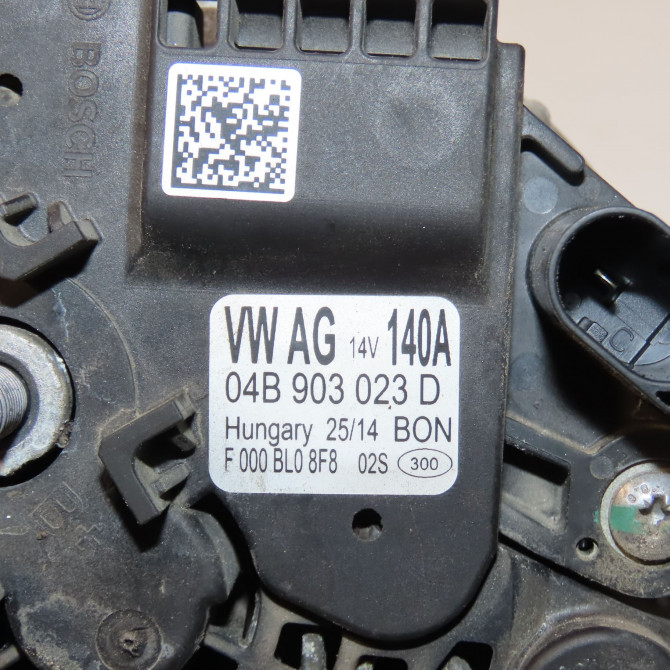 BOSCH
VW AG 14V 140A
04B 903 023 D
Hungary 25/14 BON
F 000 BL0 8F8 02S 300